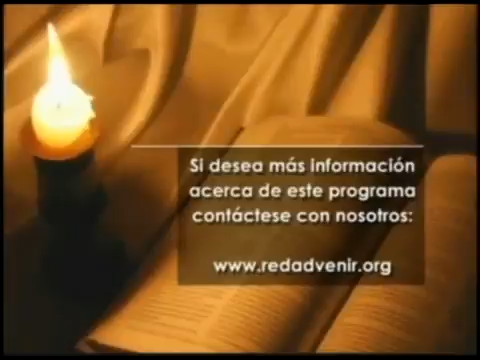 Si desea más información
acerca de este programa
contáctese con nosotros:
www.redadvenir.org